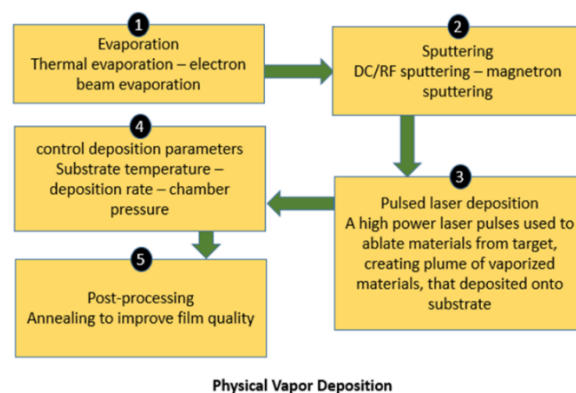 1
Evaporation
Thermal evaporation – electron
beam evaporation
2
Sputtering
DC/RF sputtering – magnetron
sputtering
3
Pulsed laser deposition
A high power laser pulses used to
ablate materials from target,
creating plume of vaporized
materials, that deposited onto
substrate
4
control deposition parameters
Substrate temperature –
deposition rate – chamber
pressure
5
Post-processing
Annealing to improve film quality
Physical Vapor Deposition